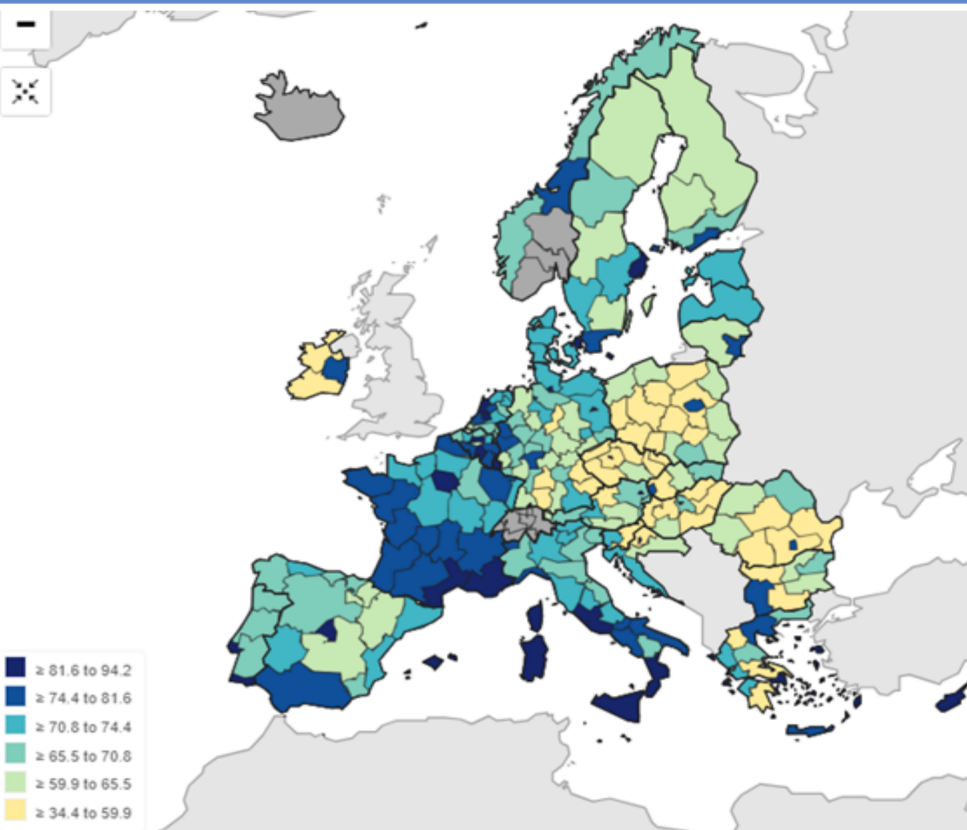 ≥ 81.6 to 94.2
≥ 74.4 to 81.6
≥ 70.8 to 74.4
≥ 65.5 to 70.8
≥ 59.9 to 65.5
≥ 34.4 to 59.9